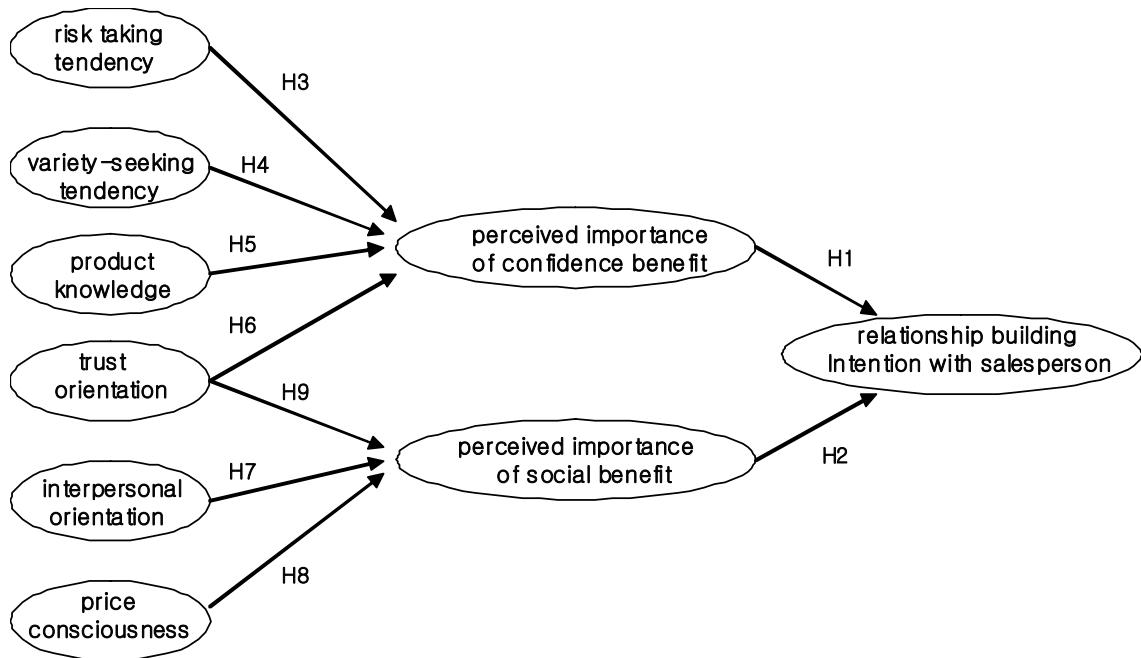 risk taking
tendency
H3
variety-seeking
tendency
H4
product
knowledge
H5
perceived importance
of confidence benefit
H1
H6
trust
orientation
H9
relationship building
Intention with salesperson
perceived importance
of social benefit
H2
interpersonal
orientation
H7
H8
price
consciousness